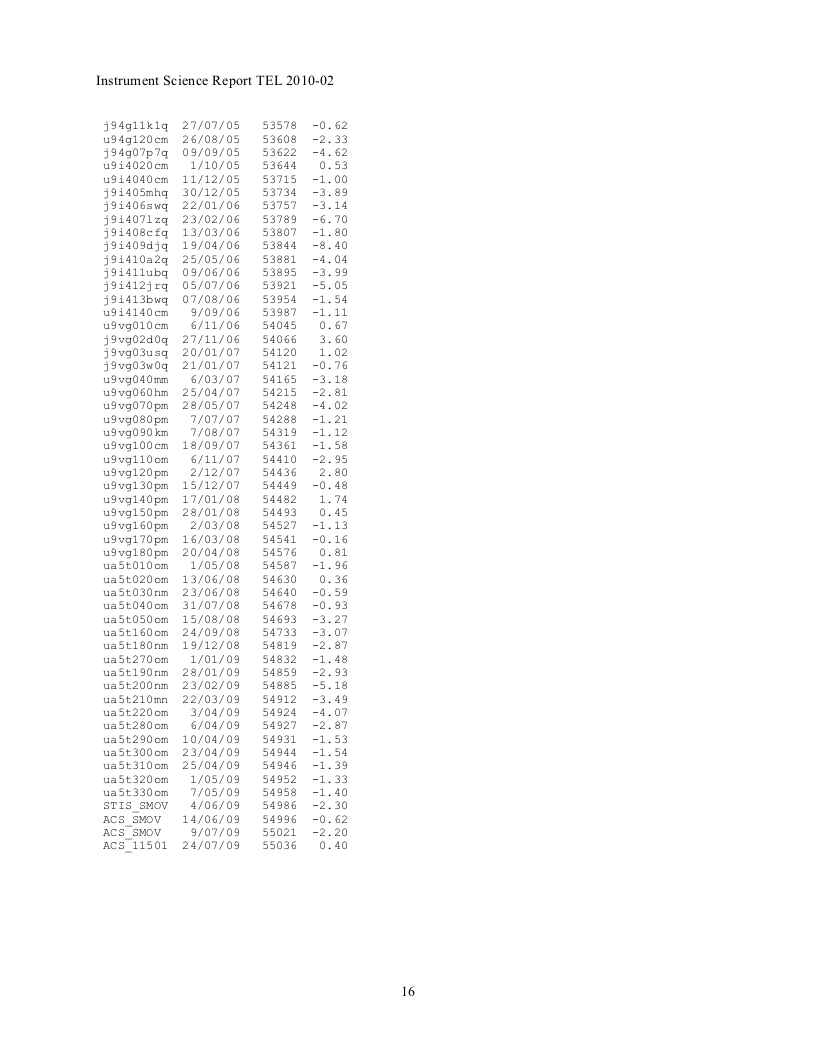 Instrument Science Report TEL 2010-02
j94g11k1q 27/07/05 53578 -0.62
u94g120cm 26/08/05 53608 -2.33
j94g07p7q 09/09/05 53622 -4.62
u9i4020cm 1/10/05 53644 0.53
u9i4040cm 11/12/05 53715 -1.00
j9i405mhq 30/12/05 53734 -3.89
j9i406swq 22/01/06 53757 -3.14
j9i407lzq 23/02/06 53789 -6.70
j9i408cfq 13/03/06 53807 -1.80
j9i409djq 19/04/06 53844 -8.40
j9i410a2q 25/05/06 53881 -4.04
j9i411ubq 09/06/06 53895 -3.99
j9i412jrq 05/07/06 53921 -5.05
j9i413bwq 07/08/06 53954 -1.54
u9i4140cm 9/09/06 53987 -1.11
u9vg010cm 6/11/06 54045 0.67
j9vg02d0q 27/11/06 54066 3.60
j9vg03usq 20/01/07 54120 1.02
j9vg03w0q 21/01/07 54121 -0.76
u9vg040mm 6/03/07 54165 -3.18
u9vg060hm 25/04/07 54215 -2.81
u9vg070pm 28/05/07 54248 -4.02
u9vg080pm 7/07/07 54288 -1.21
u9vg090km 7/08/07 54319 -1.12
u9vg100cm 18/09/07 54361 -1.58
u9vg110om 6/11/07 54410 -2.95
u9vg120pm 2/12/07 54436 2.80
u9vg130pm 15/12/07 54449 -0.48
u9vg140pm 17/01/08 54482 1.74
u9vg150pm 28/01/08 54493 0.45
u9vg160pm 2/03/08 54527 -1.13
u9vg170pm 16/03/08 54541 -0.16
u9vg180pm 20/04/08 54576 0.81
ua5t010om 1/05/08 54587 -1.96
ua5t020om 13/06/08 54630 0.36
ua5t030nm 23/06/08 54640 -0.59
ua5t040om 31/07/08 54678 -0.93
ua5t050om 15/08/08 54693 -3.27
ua5t160om 24/09/08 54733 -3.07
ua5t180nm 19/12/08 54819 -2.87
ua5t270om 1/01/09 54832 -1.48
ua5t190nm 28/01/09 54859 -2.93
ua5t200nm 23/02/09 54885 -5.18
ua5t210mn 22/03/09 54912 -3.49
ua5t220om 3/04/09 54924 -4.07
ua5t280om 6/04/09 54927 -2.87
ua5t290om 10/04/09 54931 -1.53
ua5t300om 23/04/09 54944 -1.54
ua5t310om 25/04/09 54946 -1.39
ua5t320om 1/05/09 54952 -1.33
ua5t330om 7/05/09 54958 -1.40
STIS_SMOV 4/06/09 54986 -2.30
ACS_SMOV 14/06/09 54996 -0.62
ACS_SMOV 9/07/09 55021 -2.20
ACS_11501 24/07/09 55036 0.40
16